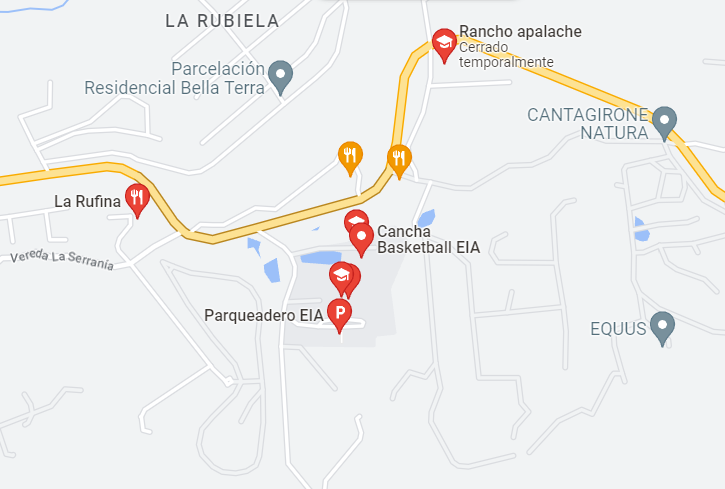 LA RUBIELA
Rancho apalache
Cerrado
temporalmente
Parcelación
Residencial Bella Terra
CANTAGIRONE
NATURA
La Rufina
Cancha
Basketball EIA
Vereda La Serranía
Parqueadero EIA
P
EQUUS